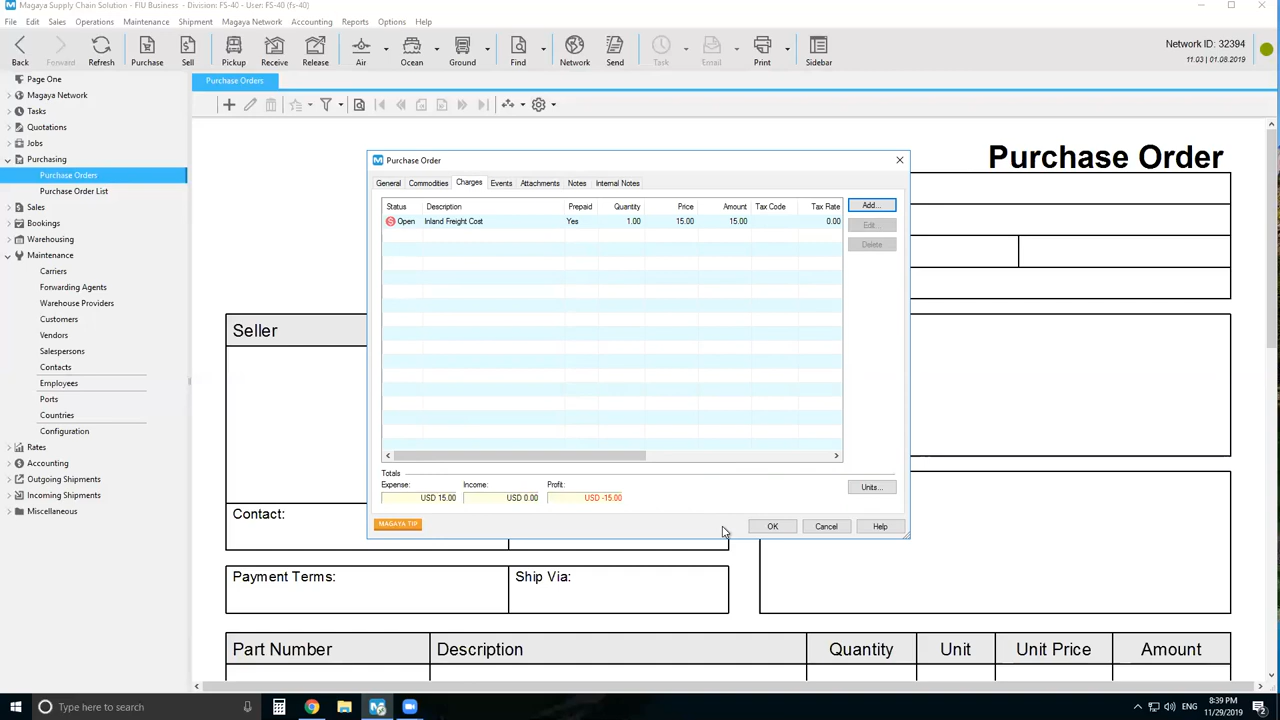 Magaya Supply Chain Solution - FIU Business - Division: FS-40 - User: FS-40 (fs-40)
File Edit Sales Operations Maintenance Shipment Magaya Network Accounting Reports Options Help
Back Forward Refresh Purchase Sell Pickup Receive Release Air Ocean Ground Find Network Send Task Email Print Sidebar
Network ID: 32394
11.03 | 01.08.2019
Page One
Magaya Network
Tasks
Quotations
Jobs
Purchasing
Purchase Orders
Purchase Order List
Sales
Bookings
Warehousing
Maintenance
Carriers
Forwarding Agents
Warehouse Providers
Customers
Vendors
Salespersons
Contacts
Employees
Ports
Countries
Configuration
Rates
Accounting
Outgoing Shipments
Incoming Shipments
Miscellaneous
Purchase Orders
Purchase Order
Seller
Contact:
Payment Terms: Ship Via:
Part Number Description Quantity Unit Unit Price Amount
Purchase Order
General Commodities Charges Events Attachments Notes Internal Notes
Status Description Prepaid Quantity Price Amount Tax Code Tax Rate
Open Inland Freight Cost Yes 1.00 15.00 15.00 0.00
Add...
Edit...
Delete
Totals
Expense: Income: Profit:
USD 15.00 USD 0.00 USD -15.00
Units...
MAGAYA TIP
OK Cancel Help
Type here to search
ENG
8:39 PM
11/29/2019
2